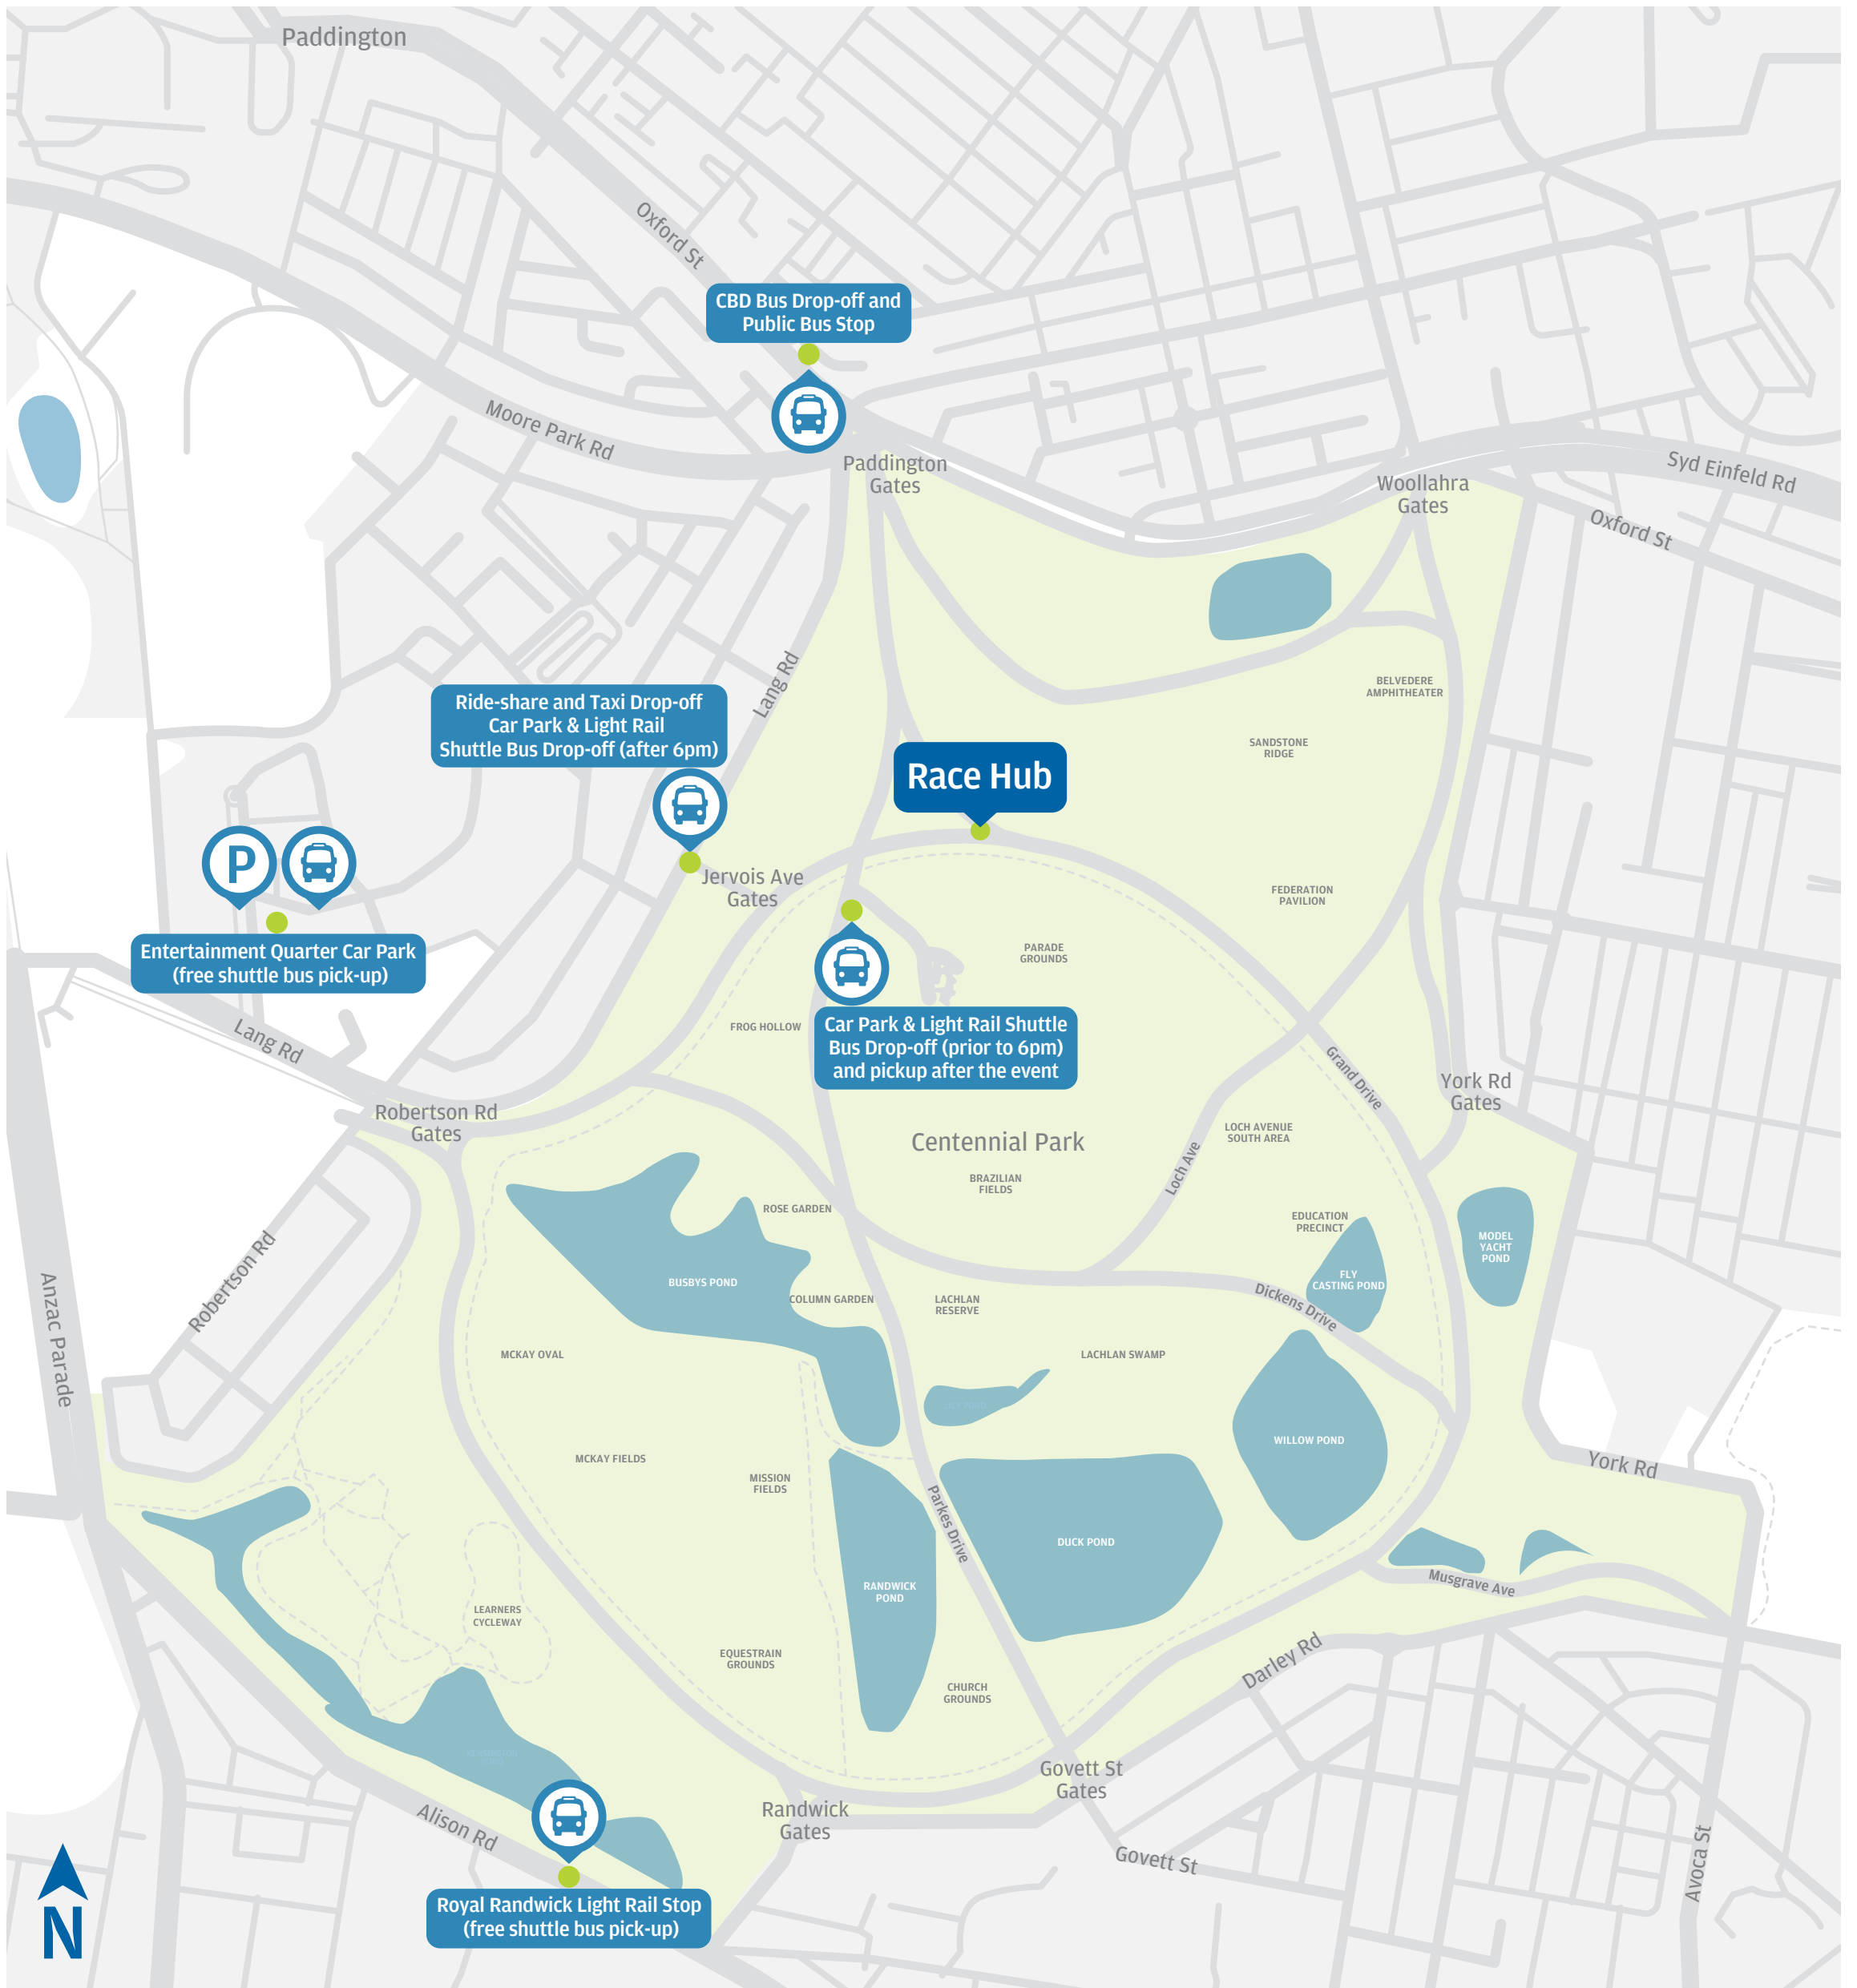 Paddington
Oxford St
CBD Bus Drop-off and
Public Bus Stop
Moore Park Rd
Paddington
Gates
Woollahra
Gates
Syd Einfeld Rd
Oxford St
Lang Rd
BELVEDERE
AMPHITHEATER
Ride-share and Taxi Drop-off
Car Park & Light Rail
Shuttle Bus Drop-off (after 6pm)
SANDSTONE
RIDGE
Race Hub
P
Jervois Ave
Gates
FEDERATION
PAVILION
Entertainment Quarter Car Park
(free shuttle bus pick-up)
PARADE
GROUNDS
Lang Rd
FROG HOLLOW
Car Park & Light Rail Shuttle
Bus Drop-off (prior to 6pm)
and pickup after the event
Grand Drive
York Rd
Gates
Robertson Rd
Gates
Centennial Park
LOCH AVENUE
SOUTH AREA
Loch Ave
BRAZILIAN
FIELDS
ROSE GARDEN
EDUCATION
PRECINCT
MODEL
YACHT
POND
Robertson Rd
BUSBYS POND
FLY
CASTING POND
COLUMN GARDEN
LACHLAN
RESERVE
Dickens Drive
Anzac Parade
MCKAY OVAL
LACHLAN SWAMP
WILLOW POND
MCKAY FIELDS
MISSION
FIELDS
York Rd
Parkes Drive
DUCK POND
Musgrave Ave
RANDWICK
POND
LEARNERS
CYCLEWAY
EQUESTRAIN
GROUNDS
Darley Rd
CHURCH
GROUNDS
Govett St
Gates
Randwick
Gates
Alison Rd
Govett St
Avoca St
Royal Randwick Light Rail Stop
(free shuttle bus pick-up)
N